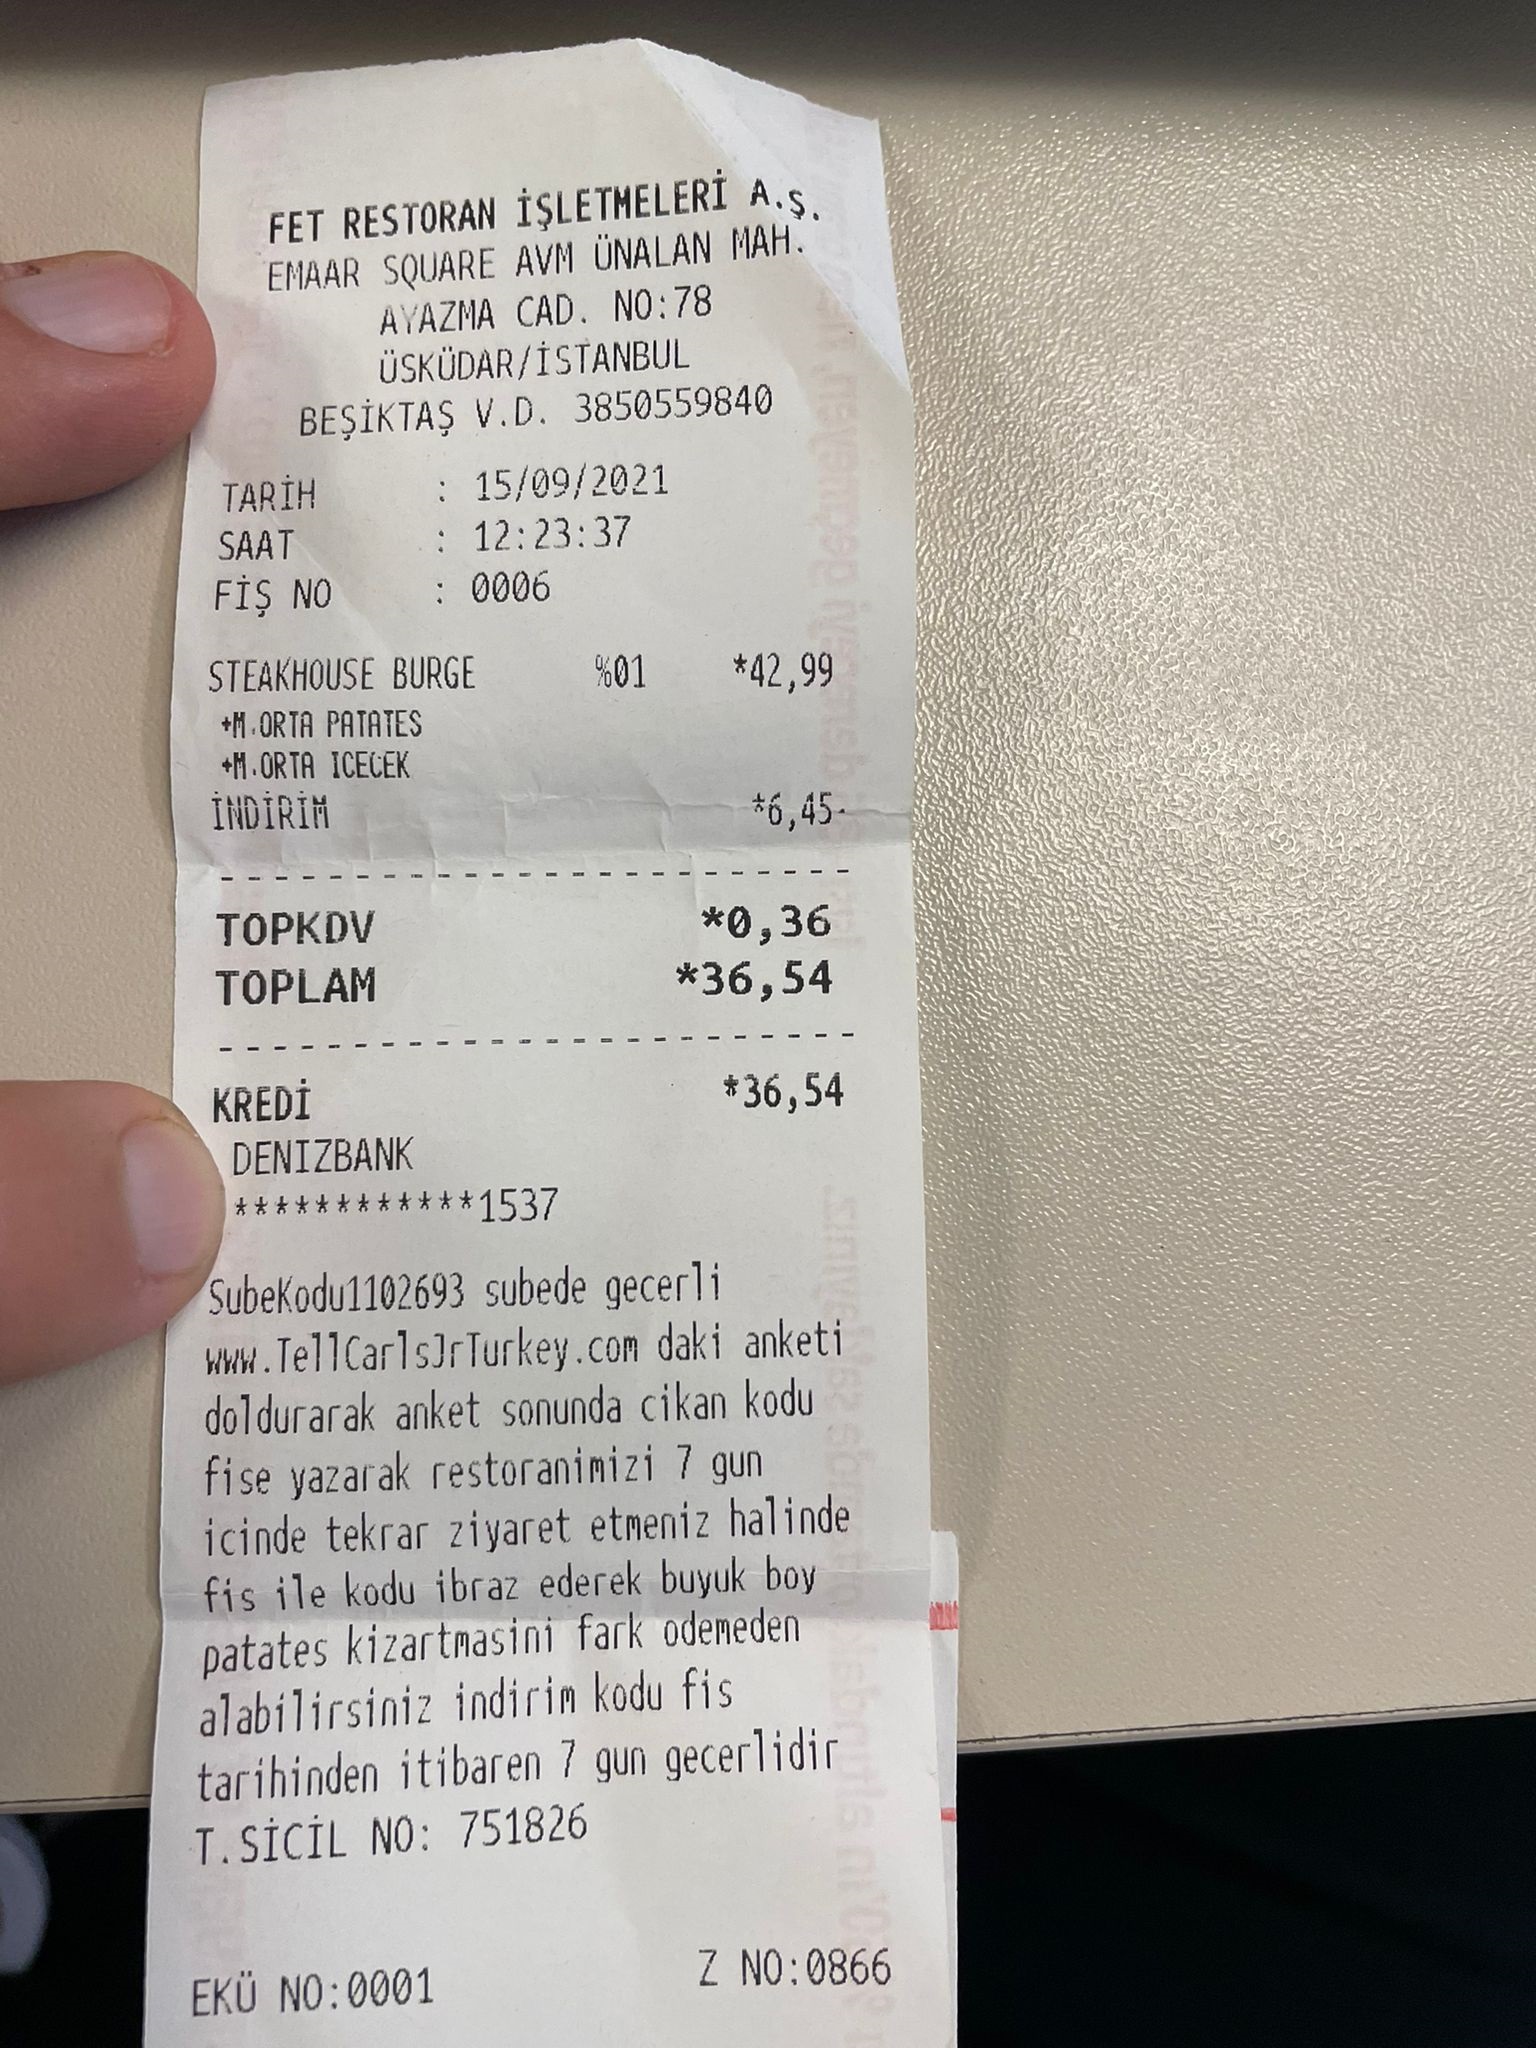 FET RESTORAN İŞLETMELERİ A.Ş.
EMAAR SQUARE AVM ÜNALAN MAH.
AYAZMA CAD. NO:78
ÜSKÜDAR/İSTANBUL
BEŞİKTAŞ V.D. 3850559840
TARİH : 15/09/2021
SAAT : 12:23:37
FİŞ NO : 0006
STEAKHOUSE BURGE %01 *42,99
+M.ORTA PATATES
+M.ORTA ICECEK
İNDİRİM *6,45-
TOPKDV *0,36
TOPLAM *36,54
KREDİ *36,54
DENIZBANK
************1537
SubeKodu1102693 subede gecerli
www.TellCarlsJrTurkey.com daki anketi
doldurarak anket sonunda cikan kodu
fise yazarak restoranimizi 7 gun
icinde tekrar ziyaret etmeniz halinde
fis ile kodu ibraz ederek buyuk boy
patates kizartmasini fark odemeden
alabilirsiniz indirim kodu fis
tarihinden itibaren 7 gun gecerlidir
T.SİCİL NO: 751826
EKÜ NO:0001 Z NO:0866